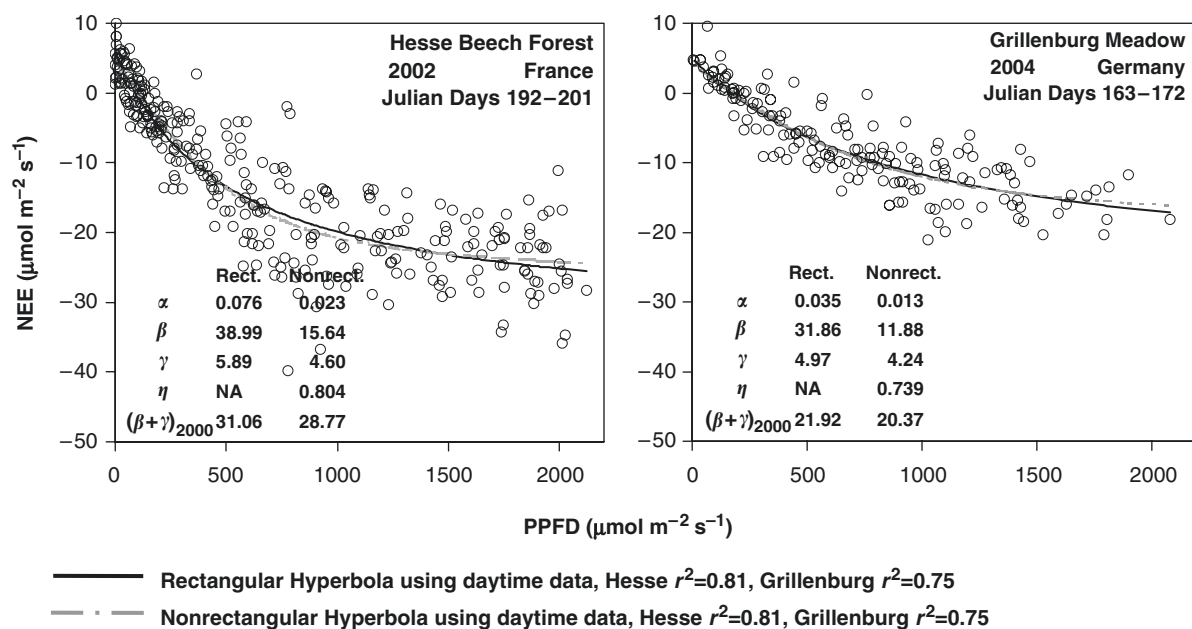 Hesse Beech Forest
2002 France
Julian Days 192–201
10
0
−10
−20
−30
−40
−50
NEE (μmol m−2 s−1)
Rect. Nonrect.
α 0.076 0.023
β 38.99 15.64
γ 5.89 4.60
η NA 0.804
(β+γ)2000 31.06 28.77
0 500 1000 1500 2000
Grillenburg Meadow
2004 Germany
Julian Days 163–172
10
0
−10
−20
−30
−40
−50
Rect. Nonrect.
α 0.035 0.013
β 31.86 11.88
γ 4.97 4.24
η NA 0.739
(β+γ)2000 21.92 20.37
0 500 1000 1500 2000
PPFD (μmol m−2 s−1)
Rectangular Hyperbola using daytime data, Hesse r2=0.81, Grillenburg r2=0.75
Nonrectangular Hyperbola using daytime data, Hesse r2=0.81, Grillenburg r2=0.75